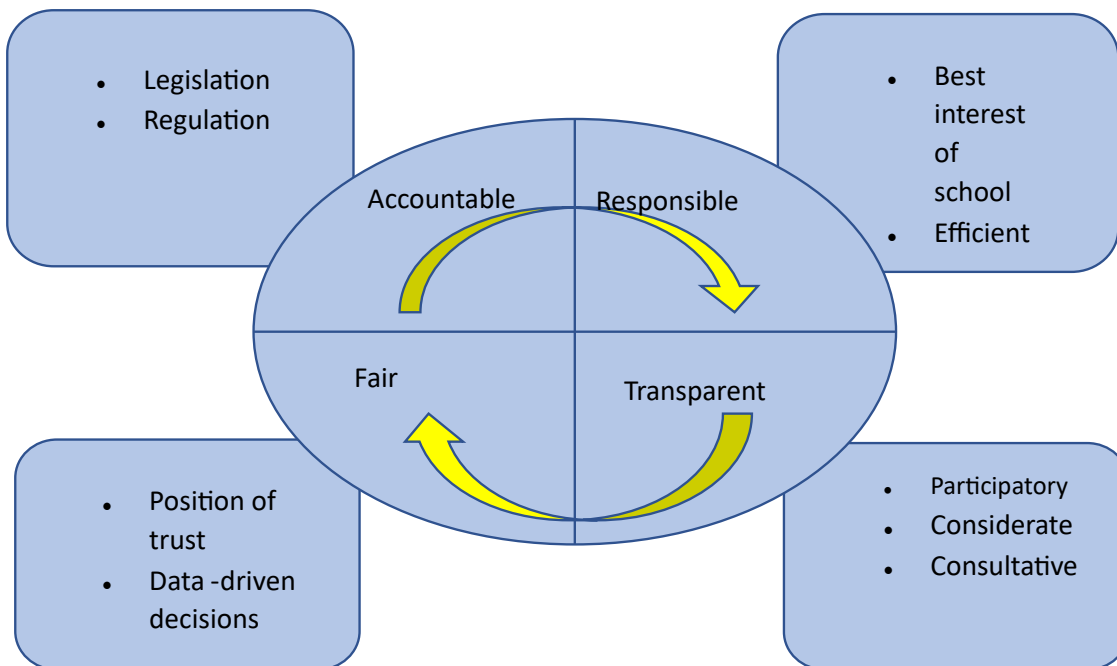 • Legislation
• Regulation
• Best
interest
of
school
• Efficient
Accountable
Responsible
Fair
Transparent
• Position of
trust
• Data -driven
decisions
• Participatory
• Considerate
• Consultative